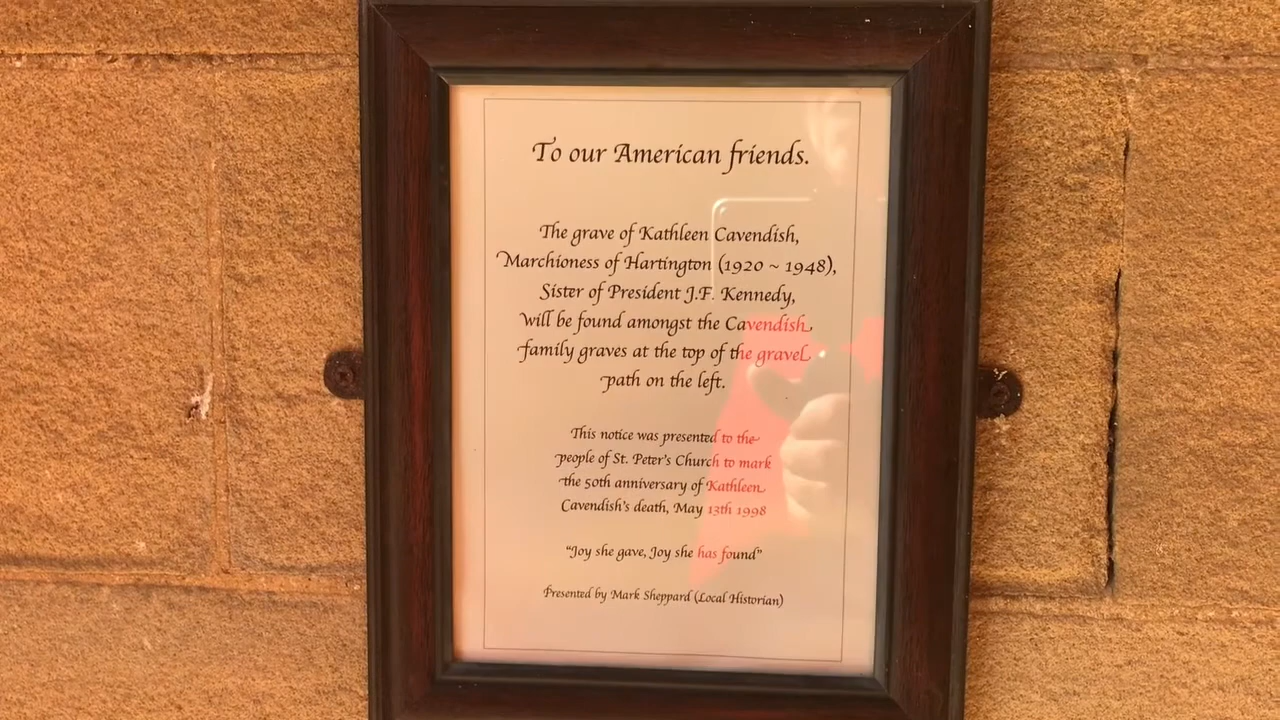 To our American friends.
The grave of Kathleen Cavendish,
Marchioness of Hartington (1920 ~ 1948),
Sister of President J.F. Kennedy,
will be found amongst the Cavendish
family graves at the top of the gravel
path on the left.
This notice was presented to the
people of St. Peter's Church to mark
the 50th anniversary of Kathleen
Cavendish's death, May 13th 1998
"Joy she gave, Joy she has found"
Presented by Mark Sheppard (Local Historian)